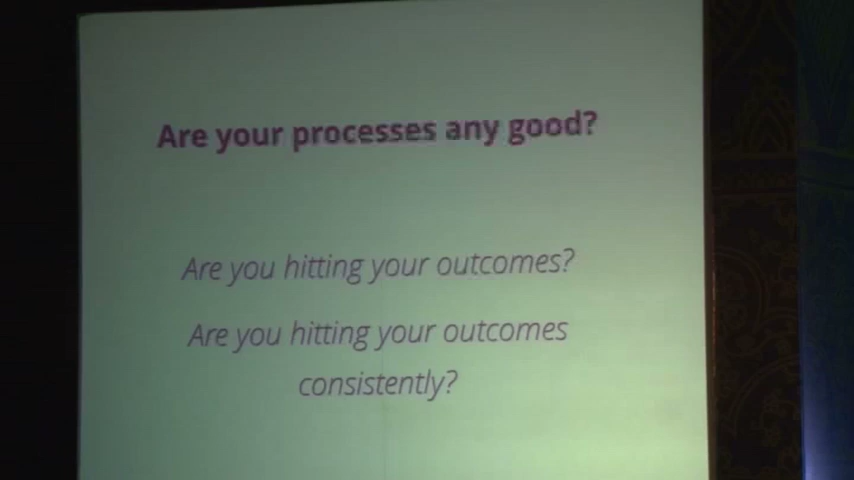 Are your processes any good?
Are you hitting your outcomes?
Are you hitting your outcomes
consistently?